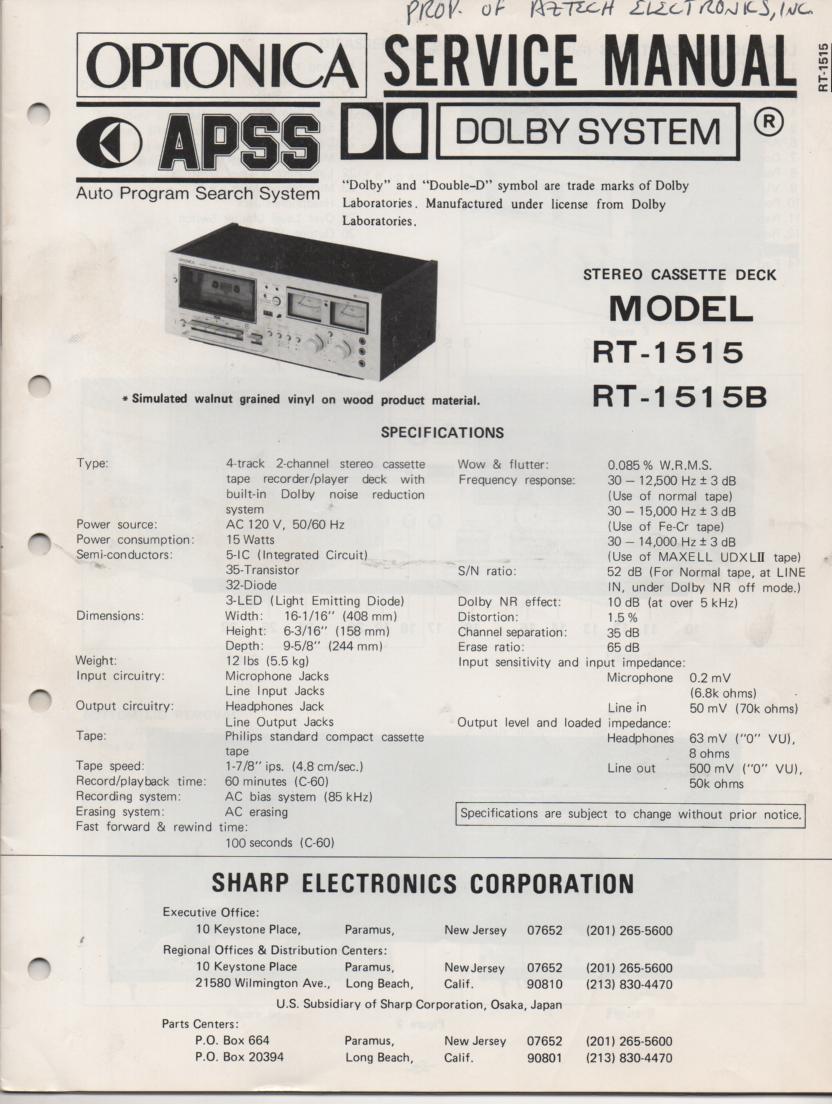 PROP. OF AZTECH ELECTRONICS, INC.
OPTONICA SERVICE MANUAL
RT-1515
APSS DOLBY SYSTEM ®
Auto Program Search System
"Dolby" and "Double-D" symbol are trade marks of Dolby
Laboratories. Manufactured under license from Dolby
Laboratories.
STEREO CASSETTE DECK
MODEL
RT-1515
RT-1515B
* Simulated walnut grained vinyl on wood product material.
SPECIFICATIONS
Type: 4-track 2-channel stereo cassette
tape recorder/player deck with
built-in Dolby noise reduction
system
Power source: AC 120 V, 50/60 Hz
Power consumption: 15 Watts
Semi-conductors: 5-IC (Integrated Circuit)
35-Transistor
32-Diode
3-LED (Light Emitting Diode)
Dimensions: Width: 16-1/16'' (408 mm)
Height: 6-3/16'' (158 mm)
Depth: 9-5/8'' (244 mm)
Weight: 12 lbs (5.5 kg)
Input circuitry: Microphone Jacks
Line Input Jacks
Output circuitry: Headphones Jack
Line Output Jacks
Tape: Philips standard compact cassette
tape
Tape speed: 1-7/8'' ips. (4.8 cm/sec.)
Record/playback time: 60 minutes (C-60)
Recording system: AC bias system (85 kHz)
Erasing system: AC erasing
Fast forward & rewind time:
100 seconds (C-60)
Wow & flutter: 0.085 % W.R.M.S.
Frequency response: 30 – 12,500 Hz ± 3 dB
(Use of normal tape)
30 – 15,000 Hz ± 3 dB
(Use of Fe-Cr tape)
30 – 14,000 Hz ± 3 dB
(Use of MAXELL UDXLII tape)
S/N ratio: 52 dB (For Normal tape, at LINE
IN, under Dolby NR off mode.)
Dolby NR effect: 10 dB (at over 5 kHz)
Distortion: 1.5 %
Channel separation: 35 dB
Erase ratio: 65 dB
Input sensitivity and input impedance:
Microphone 0.2 mV
(6.8k ohms)
Line in 50 mV (70k ohms)
Output level and loaded impedance:
Headphones 63 mV (''0'' VU),
8 ohms
Line out 500 mV (''0'' VU),
50k ohms
Specifications are subject to change without prior notice.
SHARP ELECTRONICS CORPORATION
Executive Office:
10 Keystone Place, Paramus, New Jersey 07652 (201) 265-5600
Regional Offices & Distribution Centers:
10 Keystone Place Paramus, NewJersey 07652 (201) 265-5600
21580 Wilmington Ave., Long Beach, Calif. 90810 (213) 830-4470
U.S. Subsidiary of Sharp Corporation, Osaka, Japan
Parts Centers:
P.O. Box 664 Paramus, New Jersey 07652 (201) 265-5600
P.O. Box 20394 Long Beach, Calif. 90801 (213) 830-4470